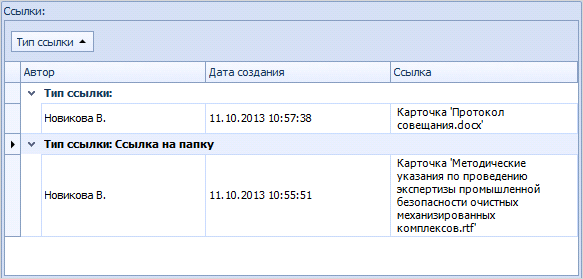 Ссылки:
Тип ссылки
Автор Дата создания Ссылка
Тип ссылки:
Новикова В. 11.10.2013 10:57:38 Карточка 'Протокол
совещания.docx'
Тип ссылки: Ссылка на папку
Новикова В. 11.10.2013 10:55:51 Карточка 'Методические
указания по проведению
экспертизы промышленной
безопасности очистных
механизированных
комплексов.rtf'